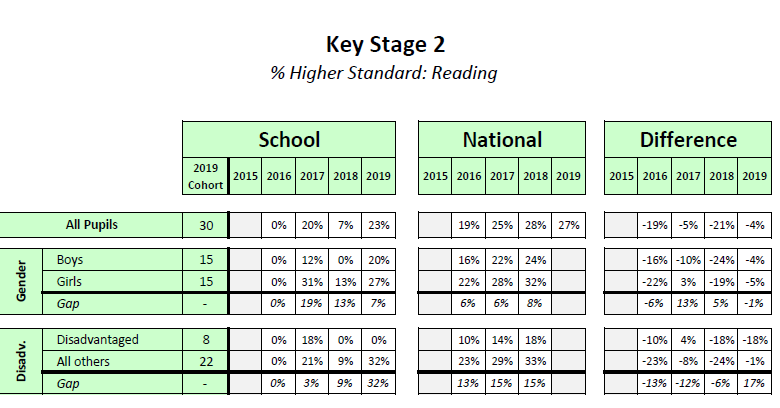 Key Stage 2
% Higher Standard: Reading
School National Difference
2019 Cohort 2015 2016 2017 2018 2019 2015 2016 2017 2018 2019 2015 2016 2017 2018 2019
All Pupils 30 0% 20% 7% 23% 19% 25% 28% 27% -19% -5% -21% -4%
Gender
Boys 15 0% 12% 0% 20% 16% 22% 24% -16% -10% -24% -4%
Girls 15 0% 31% 13% 27% 22% 28% 32% -22% 3% -19% -5%
Gap - 0% 19% 13% 7% 6% 6% 8% -6% 13% 5% -1%
Disadv.
Disadvantaged 8 0% 18% 0% 0% 10% 14% 18% -10% 4% -18% -18%
All others 22 0% 21% 9% 32% 23% 29% 33% -23% -8% -24% -1%
Gap - 0% 3% 9% 32% 13% 15% 15% -13% -12% -6% 17%